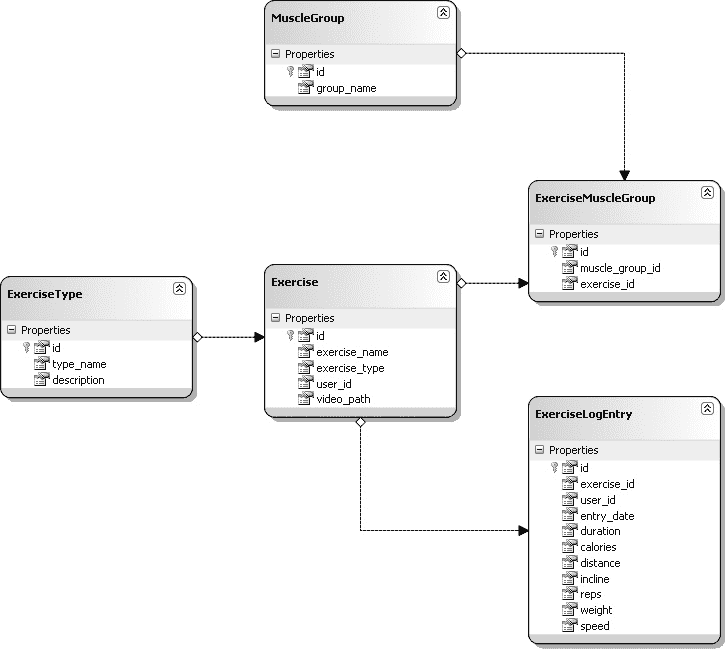 MuscleGroup
Properties
id
group_name
ExerciseMuscleGroup
Properties
id
muscle_group_id
exercise_id
ExerciseType
Properties
id
type_name
description
Exercise
Properties
id
exercise_name
exercise_type
user_id
video_path
ExerciseLogEntry
Properties
id
exercise_id
user_id
entry_date
duration
calories
distance
incline
reps
weight
speed